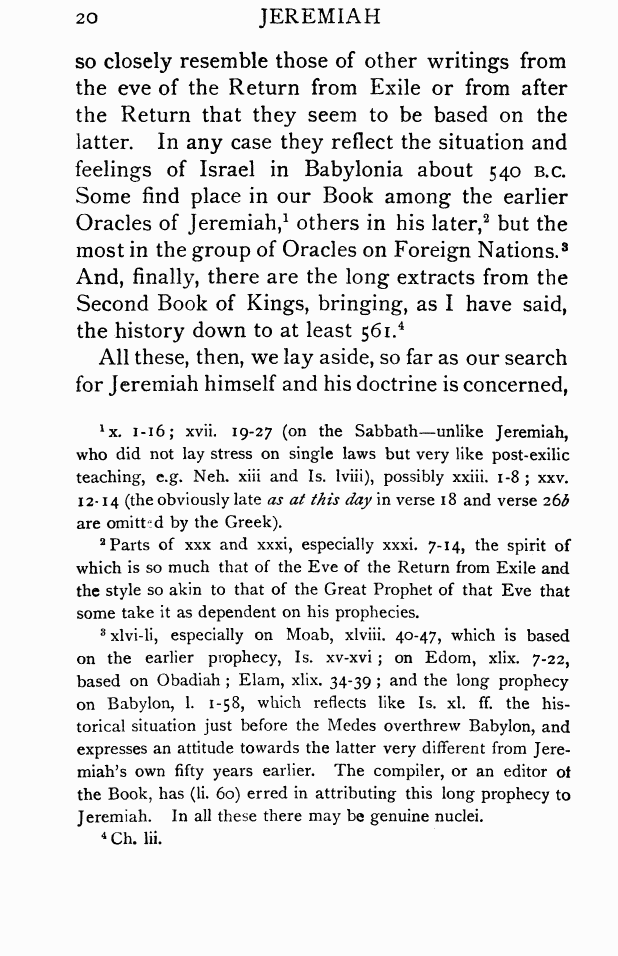 20 JEREMIAH
so closely resemble those of other writings from
the eve of the Return from Exile or from after
the Return that they seem to be based on the
latter. In any case they reflect the situation and
feelings of Israel in Babylonia about 540 B.C.
Some find place in our Book among the earlier
Oracles of Jeremiah,¹ others in his later,² but the
most in the group of Oracles on Foreign Nations.³
And, finally, there are the long extracts from the
Second Book of Kings, bringing, as I have said,
the history down to at least 561.⁴
All these, then, we lay aside, so far as our search
for Jeremiah himself and his doctrine is concerned,
¹ x. 1-16; xvii. 19-27 (on the Sabbath—unlike Jeremiah,
who did not lay stress on single laws but very like post-exilic
teaching, e.g. Neh. xiii and Is. lviii), possibly xxiii. 1-8; xxv.
12-14 (the obviously late as at this day in verse 18 and verse 26b
are omitted by the Greek).
² Parts of xxx and xxxi, especially xxxi. 7-14, the spirit of
which is so much that of the Eve of the Return from Exile and
the style so akin to that of the Great Prophet of that Eve that
some take it as dependent on his prophecies.
³ xlvi-li, especially on Moab, xlviii. 40-47, which is based
on the earlier prophecy, Is. xv-xvi; on Edom, xlix. 7-22,
based on Obadiah; Elam, xlix. 34-39; and the long prophecy
on Babylon, l. 1-58, which reflects like Is. xl. ff. the his-
torical situation just before the Medes overthrew Babylon, and
expresses an attitude towards the latter very different from Jere-
miah's own fifty years earlier. The compiler, or an editor of
the Book, has (li. 60) erred in attributing this long prophecy to
Jeremiah. In all these there may be genuine nuclei.
⁴ Ch. lii.